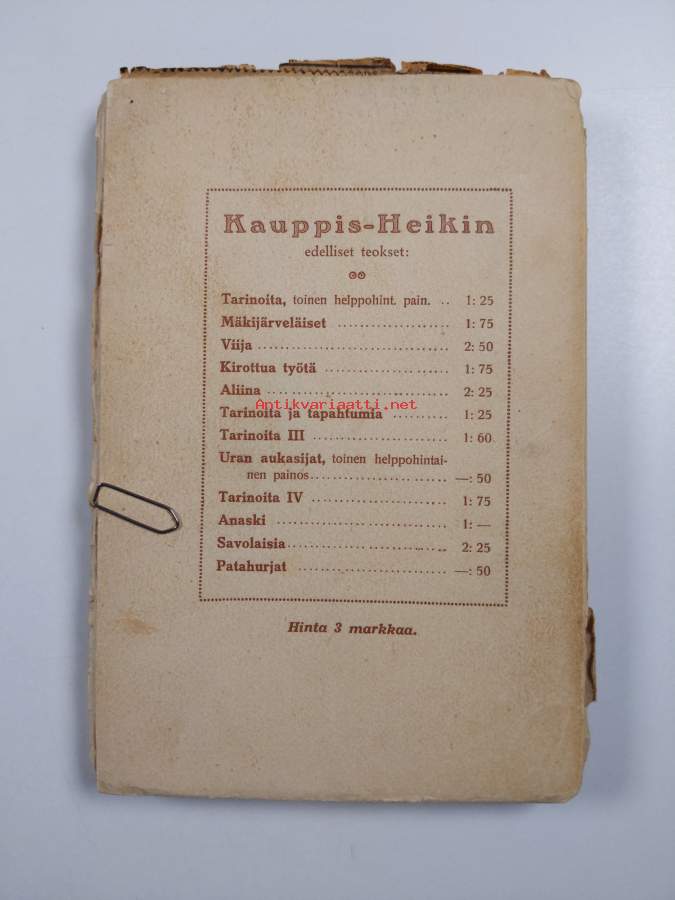 Kauppis-Heikin
edelliset teokset:
Tarinoita, toinen helppohint. pain. .. 1: 25
Mäkijärveläiset .................... 1: 75
Viija .................................. 2: 50
Kirottua työtä ...................... 1: 75
Aliina ................................ 2: 25
Antikvariaatti.net
Tarinoita ja tapahtumia .......... 1: 25
Tarinoita III ........................ 1: 60
Uran aukasijat, toinen helppohintai-
nen painos ........................ —: 50
Tarinoita IV ........................ 1: 75
Anaski .............................. 1: —
Savolaisia ............................ 2: 25
Patahurjat .......................... —: 50
Hinta 3 markkaa.